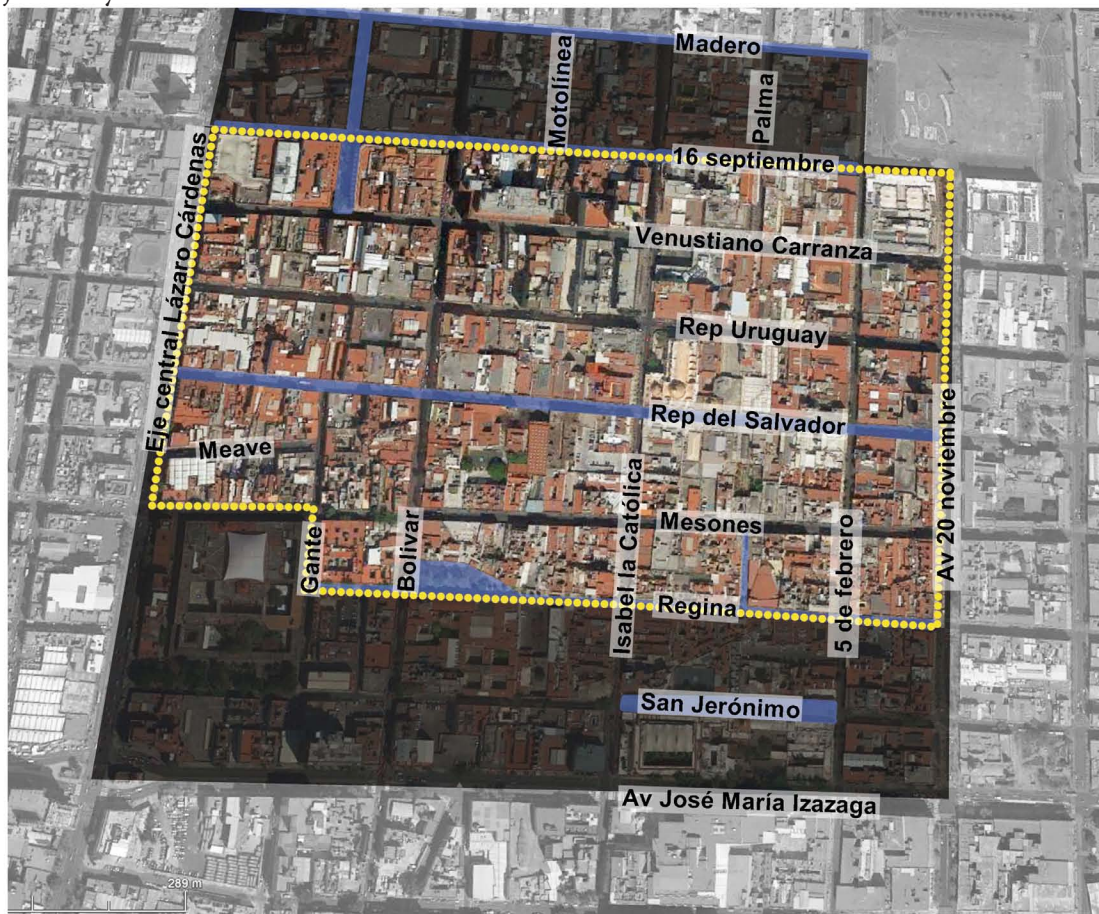 Madero
Motolínea
Palma
16 septiembre
Eje central Lázaro Cárdenas
Venustiano Carranza
Rep Uruguay
Rep del Salvador
Meave
Isabel la Católica
Mesones
Av 20 noviembre
Gante
Bolivar
5 de febrero
Regina
San Jerónimo
Av José María Izazaga
289 m